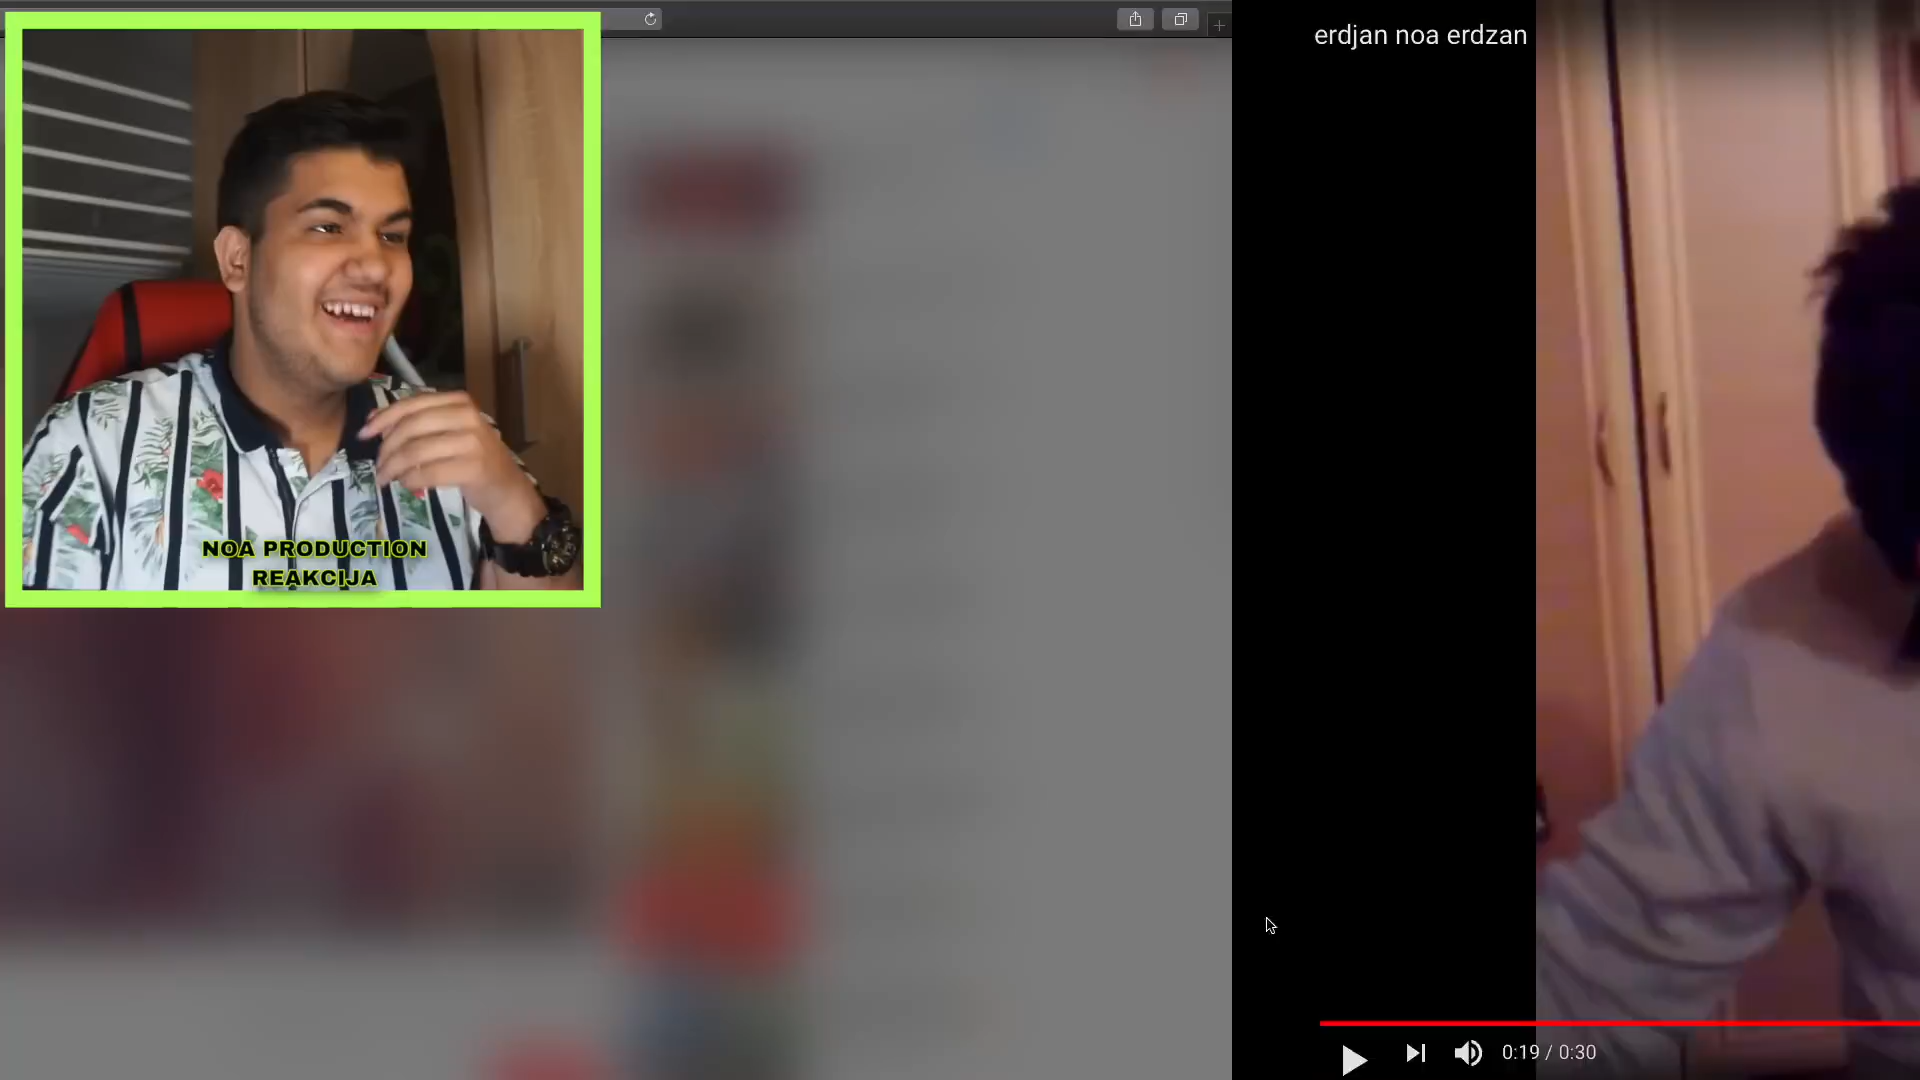 erdjan noa erdzan
NOA PRODUCTION
REAKCIJA
0:19 / 0:30